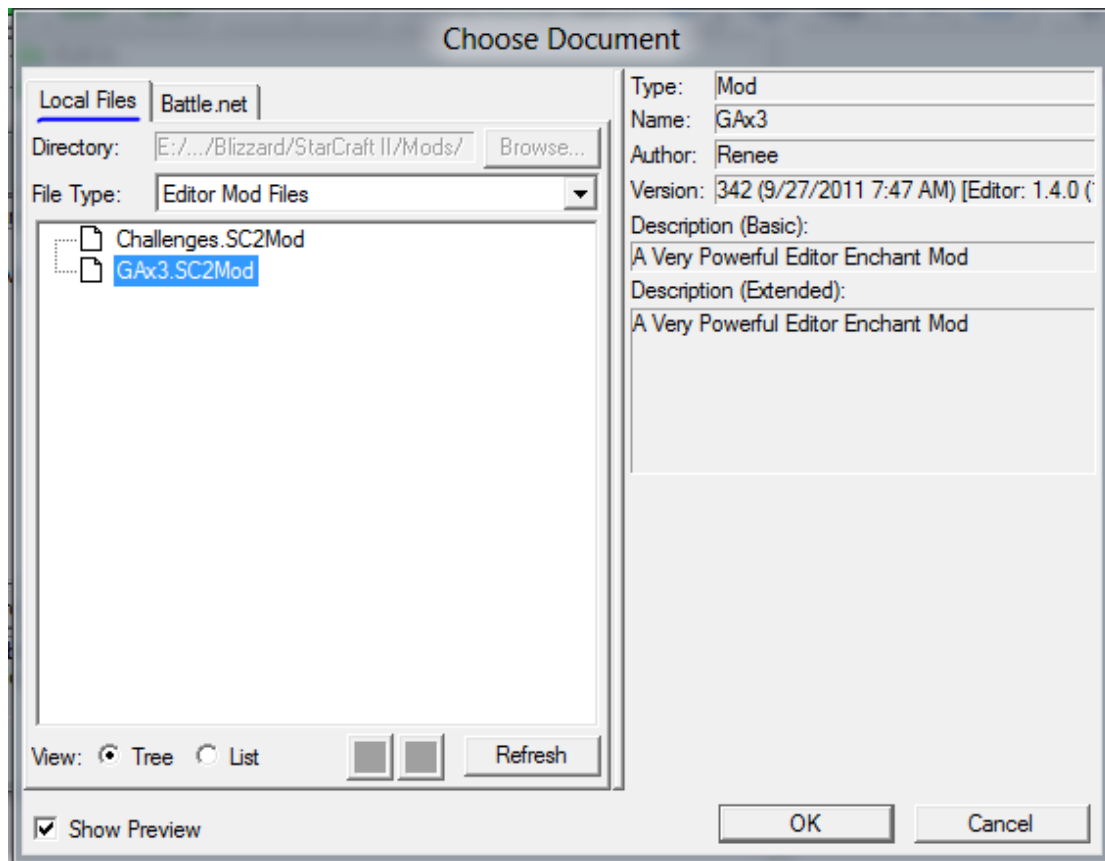 Choose Document
Local Files
Battle.net
Directory:
E:/.../Blizzard/StarCraft II/Mods/
Browse...
File Type:
Editor Mod Files
Challenges.SC2Mod
GAx3.SC2Mod
View:
Tree
List
Refresh
Show Preview
Type:
Mod
Name:
GAx3
Author:
Renee
Version:
342 (9/27/2011 7:47 AM) [Editor: 1.4.0 (
Description (Basic):
A Very Powerful Editor Enchant Mod
Description (Extended):
A Very Powerful Editor Enchant Mod
OK
Cancel